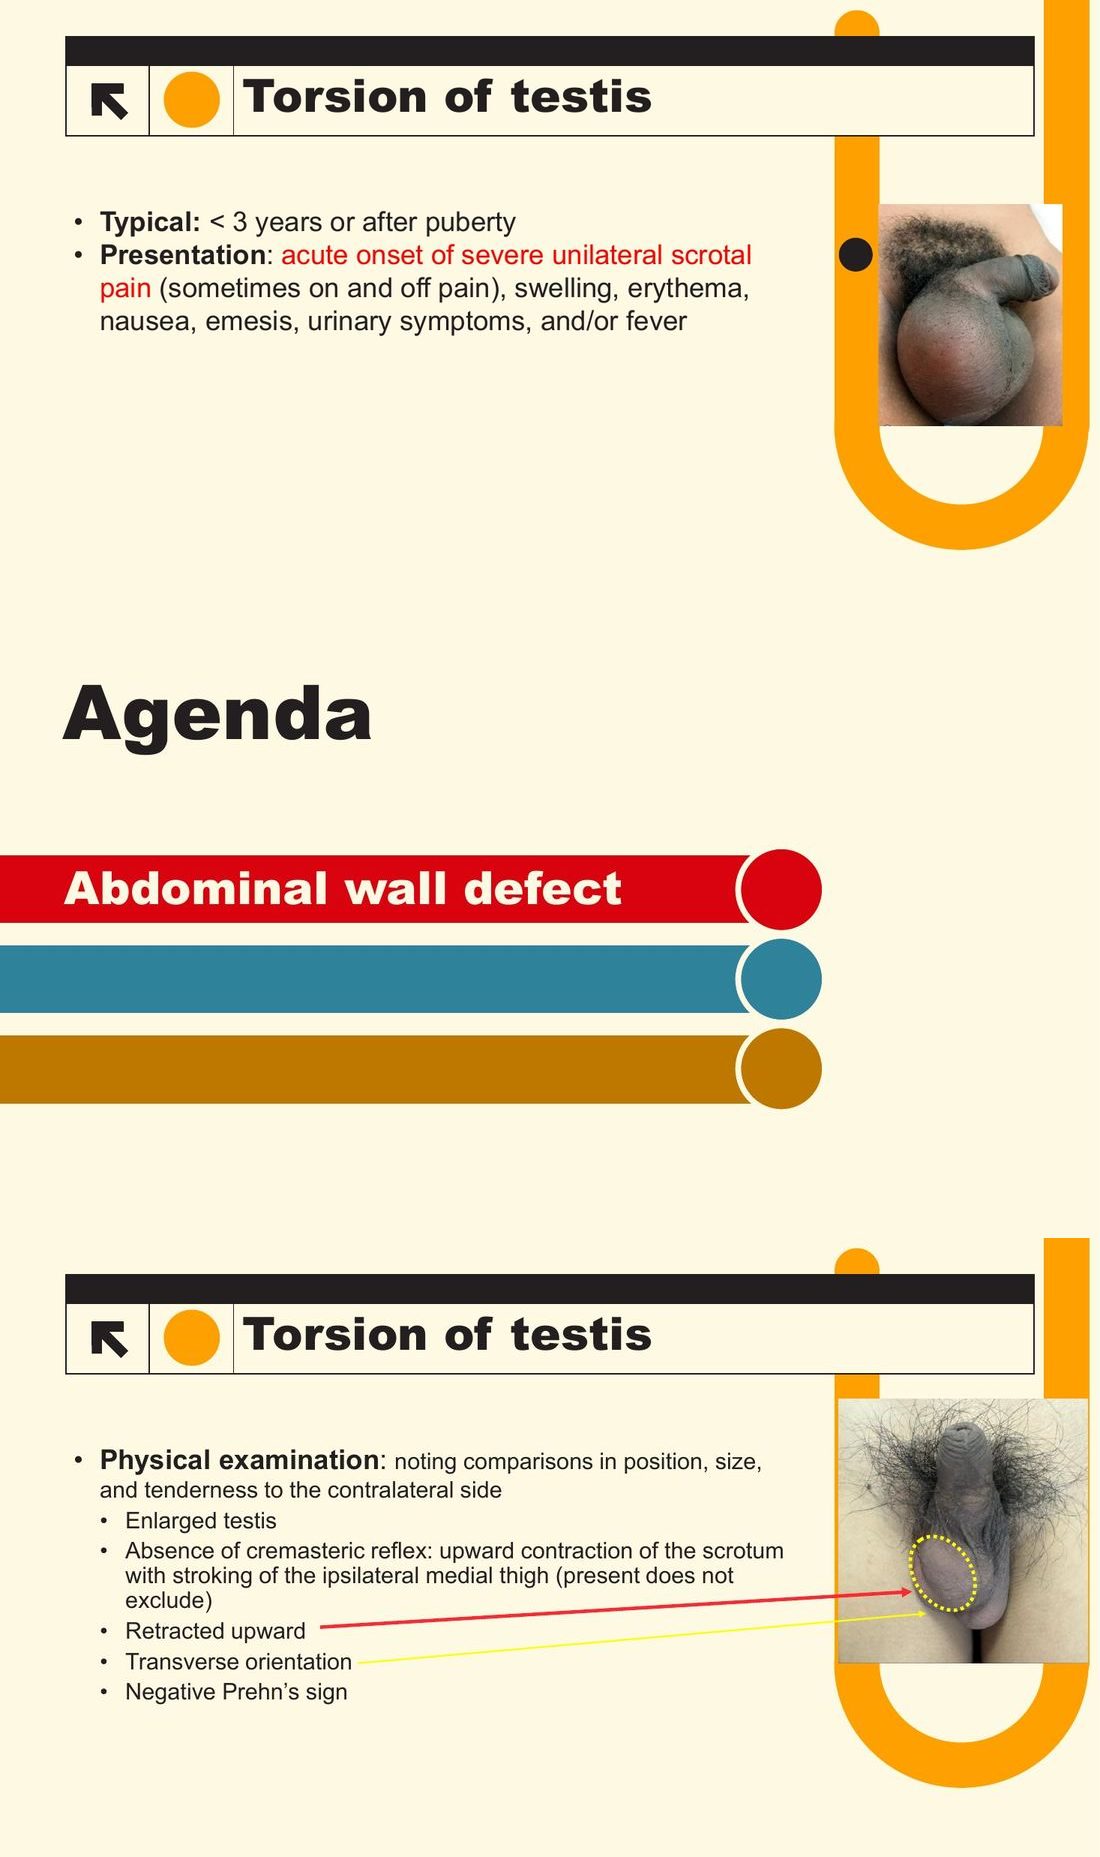 Torsion of testis
• Typical: < 3 years or after puberty
• Presentation: acute onset of severe unilateral scrotal
pain (sometimes on and off pain), swelling, erythema,
nausea, emesis, urinary symptoms, and/or fever
Agenda
Abdominal wall defect
Torsion of testis
• Physical examination: noting comparisons in position, size,
and tenderness to the contralateral side
• Enlarged testis
• Absence of cremasteric reflex: upward contraction of the scrotum
with stroking of the ipsilateral medial thigh (present does not
exclude)
• Retracted upward
• Transverse orientation
• Negative Prehn’s sign